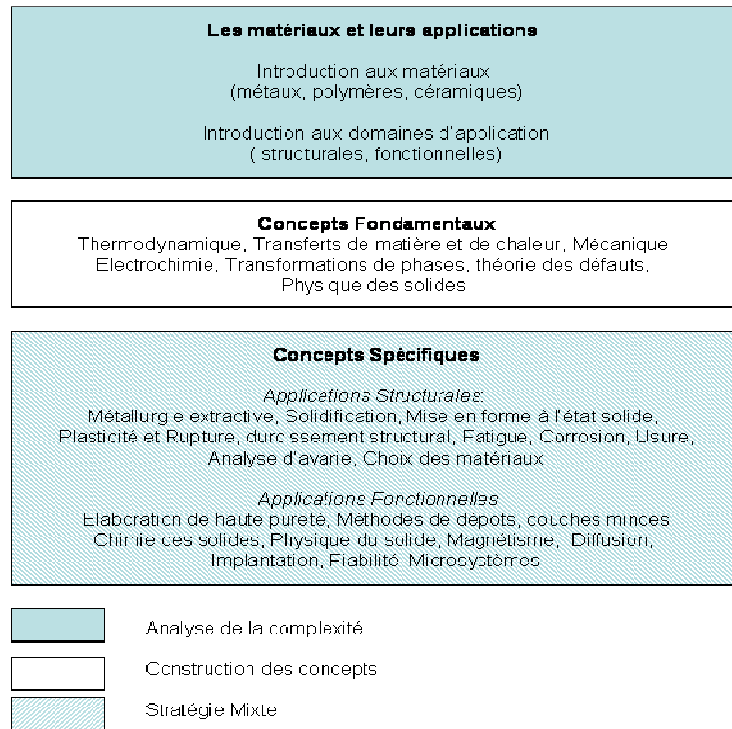 Les matériaux et leurs applications
Introduction aux matériaux
(métaux, polymères, céramiques)
Introduction aux domaines d'application
( structurales, fonctionnelles)
Concepts Fondamentaux
Thermodynamique, Transferts de matière et de chaleur, Mécanique
Electrochimie, Transformations de phases, théorie des défauts,
Physique des solides
Concepts Spécifiques
Applications Structurales:
Métallurgie extractive, Solidification, Mise en forme à l'état solide,
Plasticité et Rupture, durcissement structural, Fatigue, Corrosion, Usure,
Analyse d'avarie, Choix des matériaux
Applications Fonctionnelles
Elaboration de haute pureté, Méthodes de dépots, couches minces
Chimie des solides, Physique du solide, Magnétisme, Diffusion,
Implantation, Fiabilité Microsystèmes
Analyse de la complexité
Construction des concepts
Stratégie Mixte